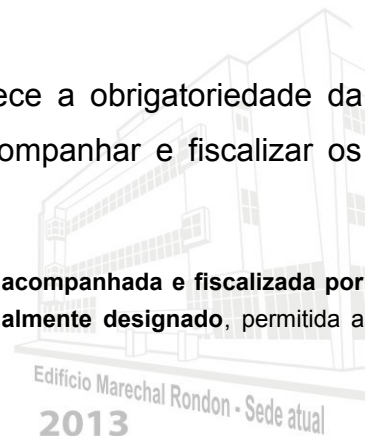 ece a obrigatoriedade da
ompanhar e fiscalizar os
acompanhada e fiscalizada por
almente designado, permitida a
Edifício Marechal Rondon - Sede atual
2013